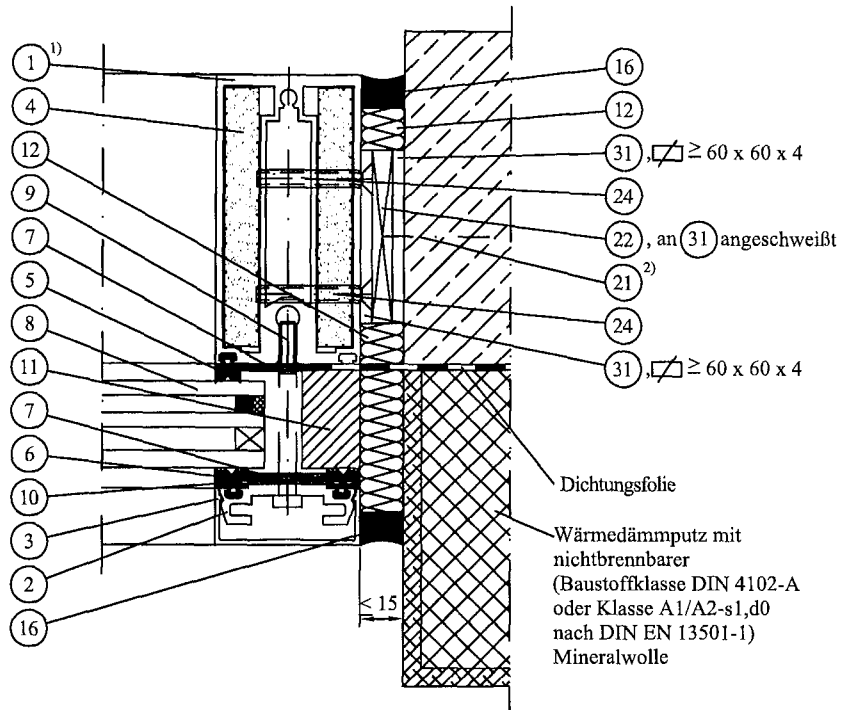 1 1)
4
12
9
7
5
8
11
7
6
10
3
2
16
16
12
31 , ≥ 60 x 60 x 4
24
22 , an 31 angeschweißt
21 2)
24
31 , ≥ 60 x 60 x 4
Dichtungsfolie
Wärmedämmputz mit
nichtbrennbarer
(Baustoffklasse DIN 4102-A
oder Klasse A1/A2-s1,d0
nach DIN EN 13501-1)
Mineralwolle
≤ 15